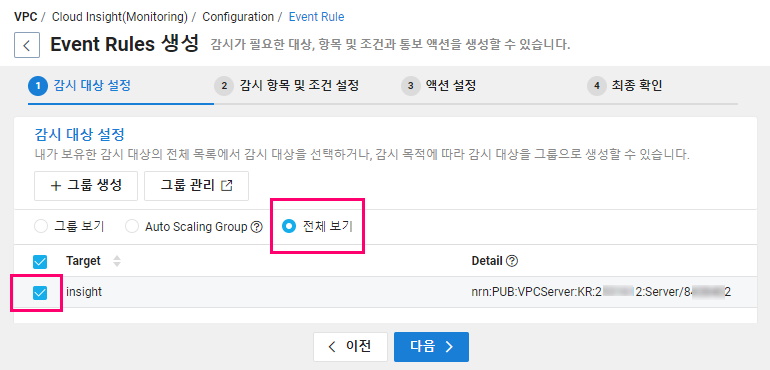 VPC / Cloud Insight(Monitoring) / Configuration / Event Rule
Event Rules 생성 감시가 필요한 대상, 항목 및 조건과 통보 액션을 생성할 수 있습니다.
1 감시 대상 설정 2 감시 항목 및 조건 설정 3 액션 설정 4 최종 확인
감시 대상 설정
내가 보유한 감시 대상의 전체 목록에서 감시 대상을 선택하거나, 감시 목적에 따라 감시 대상을 그룹으로 생성할 수 있습니다.
+ 그룹 생성 그룹 관리
그룹 보기 Auto Scaling Group ? 전체 보기
Target Detail ?
insight nrn:PUB:VPCServer:KR:2 2:Server/84 2
< 이전 다음 >